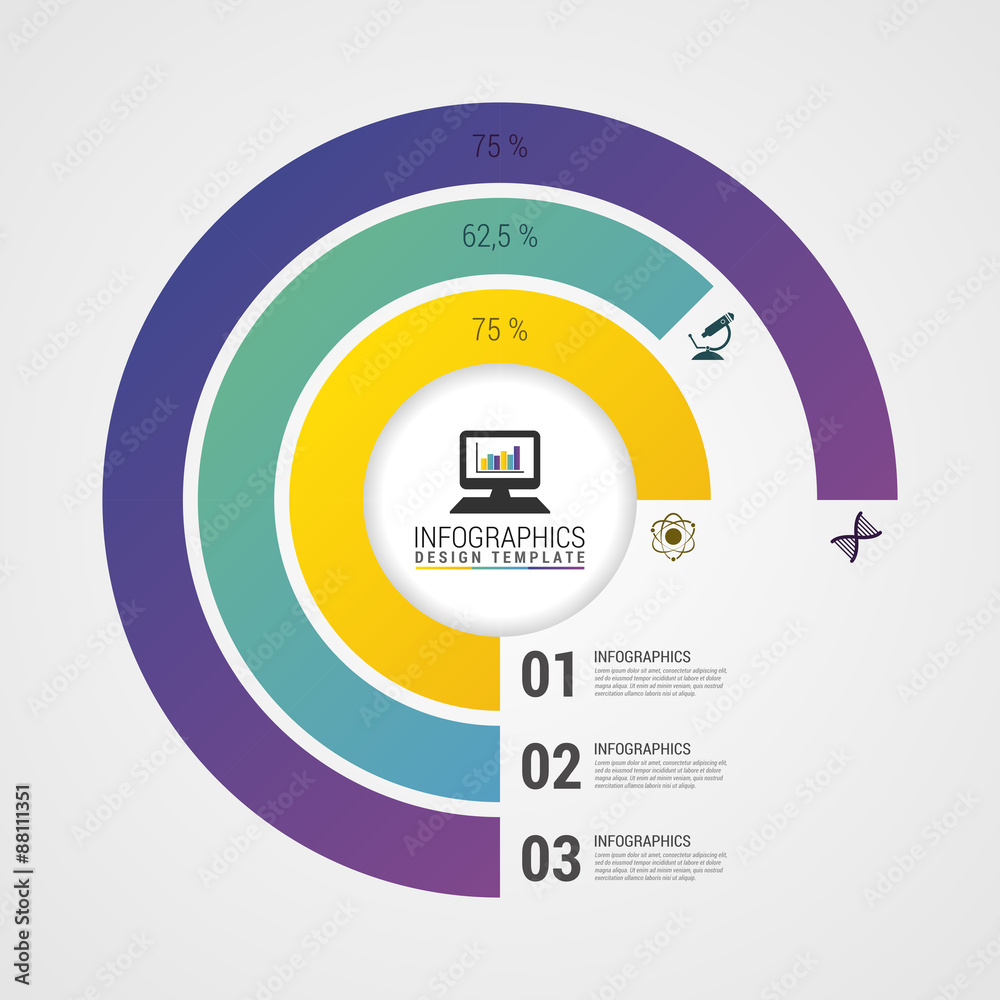 75 %
62,5 %
75 %
INFOGRAPHICS
DESIGN TEMPLATE
01
INFOGRAPHICS
Lorem ipsum dolor sit amet, consectetur adipiscing elit,
sed do eiusmod tempor incididunt ut labore et dolore
magna aliqua. Ut enim ad minim veniam, quis nostrud
exercitation ullamco laboris nisi ut aliquip.
02
INFOGRAPHICS
Lorem ipsum dolor sit amet, consectetur adipiscing elit,
sed do eiusmod tempor incididunt ut labore et dolore
magna aliqua. Ut enim ad minim veniam, quis nostrud
exercitation ullamco laboris nisi ut aliquip.
03
INFOGRAPHICS
Lorem ipsum dolor sit amet, consectetur adipiscing elit,
sed do eiusmod tempor incididunt ut labore et dolore
magna aliqua. Ut enim ad minim veniam, quis nostrud
exercitation ullamco laboris nisi ut aliquip.
Adobe Stock | #88111351
Adobe Stock